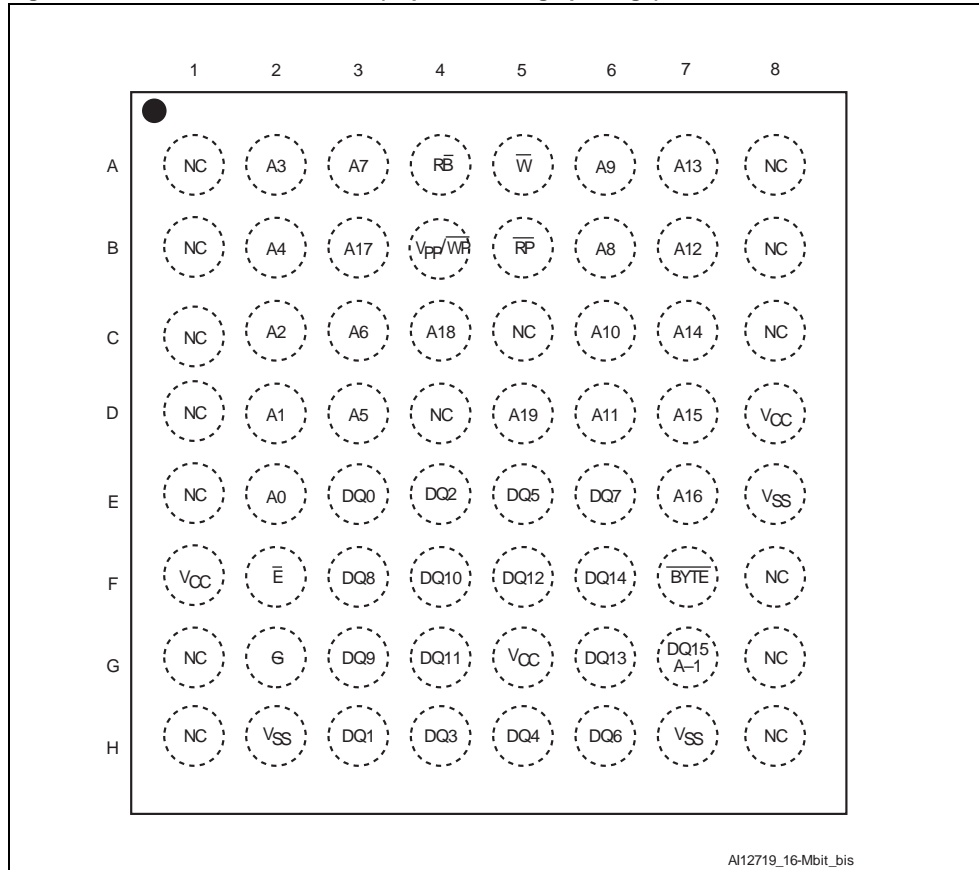 1 2 3 4 5 6 7 8
A NC A3 A7 RB̅ W̅ A9 A13 NC
B NC A4 A17 VPP/W̅P̅ R̅P̅ A8 A12 NC
C NC A2 A6 A18 NC A10 A14 NC
D NC A1 A5 NC A19 A11 A15 VCC
E NC A0 DQ0 DQ2 DQ5 DQ7 A16 VSS
F VCC E̅ DQ8 DQ10 DQ12 DQ14 B̅Y̅T̅E̅ NC
G NC G̅ DQ9 DQ11 VCC DQ13 DQ15 A–1 NC
H NC VSS DQ1 DQ3 DQ4 DQ6 VSS NC
AI12719_16-Mbit_bis